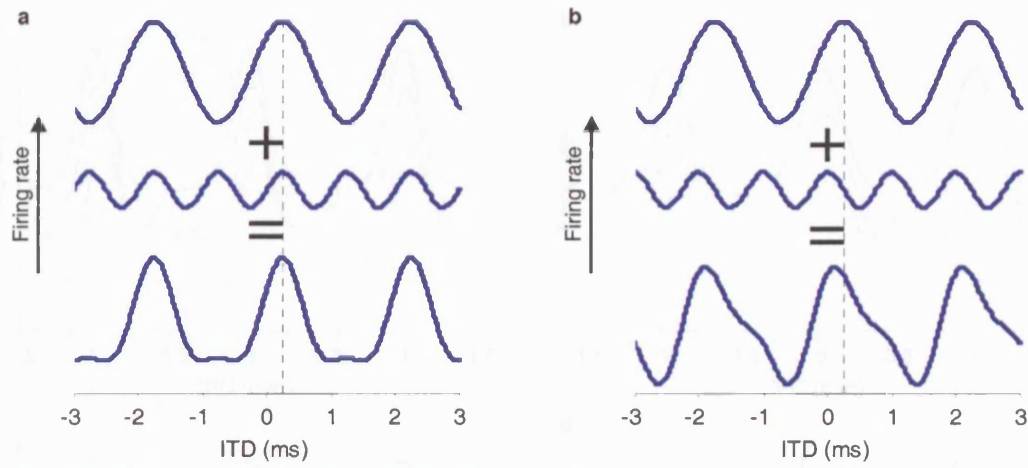 a
Firing rate
+
=
-3 -2 -1 0 1 2 3
ITD (ms)
b
Firing rate
+
=
-3 -2 -1 0 1 2 3
ITD (ms)